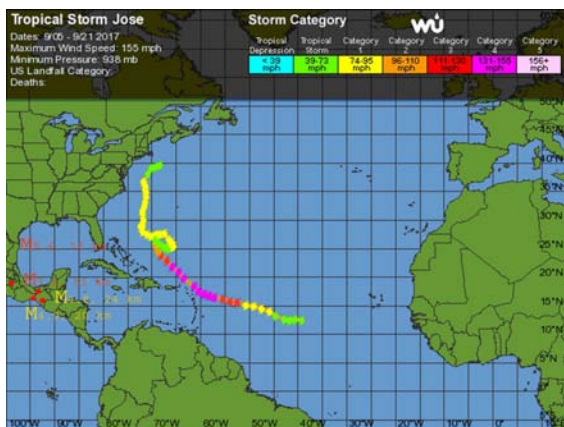 Tropical Storm Jose
Dates: 9/05 - 9/21 2017
Maximum Wind Speed: 155 mph
Minimum Pressure: 938 mb
US Landfall Category:
Deaths:
Storm Category
WU
Tropical Depression
Tropical Storm
Category 1
Category 2
Category 3
Category 4
Category 5
< 39 mph
39-73 mph
74-95 mph
96-110 mph
111-130 mph
131-155 mph
156+ mph
50°N
45°N
40°N
35°N
30°N
25°N
20°N
15°N
10°N
5°N
M
M
M
M
100°W 90°W 80°W 70°W 60°W 50°W 40°W 30°W 20°W 10°W